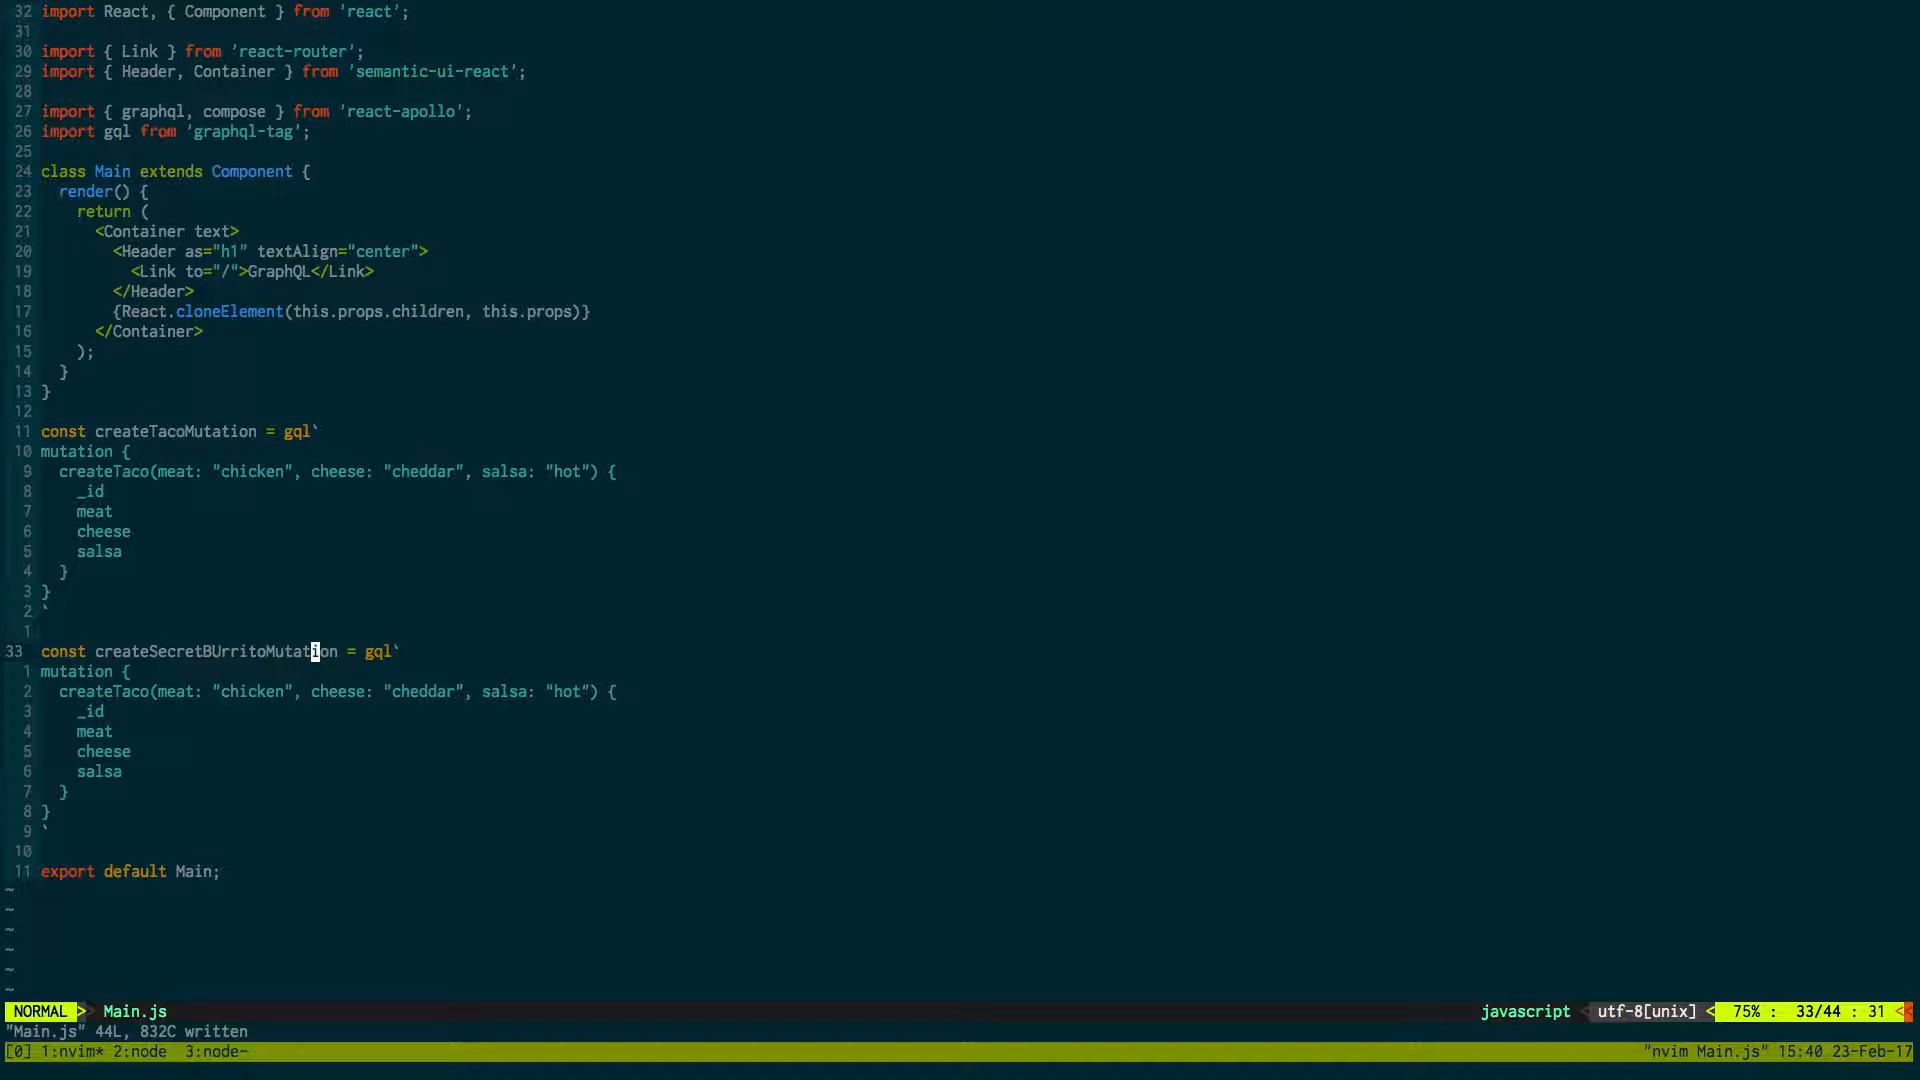 32 import React, { Component } from 'react';
31
30 import { Link } from 'react-router';
29 import { Header, Container } from 'semantic-ui-react';
28
27 import { graphql, compose } from 'react-apollo';
26 import gql from 'graphql-tag';
25
24 class Main extends Component {
23   render() {
22     return (
21       <Container text>
20         <Header as="h1" textAlign="center">
19           <Link to="/">GraphQL</Link>
18         </Header>
17         {React.cloneElement(this.props.children, this.props)}
16       </Container>
15     );
14   }
13 }
12
11 const createTacoMutation = gql`
10 mutation {
9   createTaco(meat: "chicken", cheese: "cheddar", salsa: "hot") {
8     _id
7     meat
6     cheese
5     salsa
4   }
3 }
2 `
1
33 const createSecretBUrritoMutation = gql`
1 mutation {
2   createTaco(meat: "chicken", cheese: "cheddar", salsa: "hot") {
3     _id
4     meat
5     cheese
6     salsa
7   }
8 }
9 `
10
11 export default Main;
~
~
~
~
~
~
NORMAL > Main.js javascript < utf-8[unix] < 75% : 33/44 : 31 <
"Main.js" 44L, 832C written
[0] 1:nvim* 2:node  3:node- "nvim Main.js" 15:40 23-Feb-17